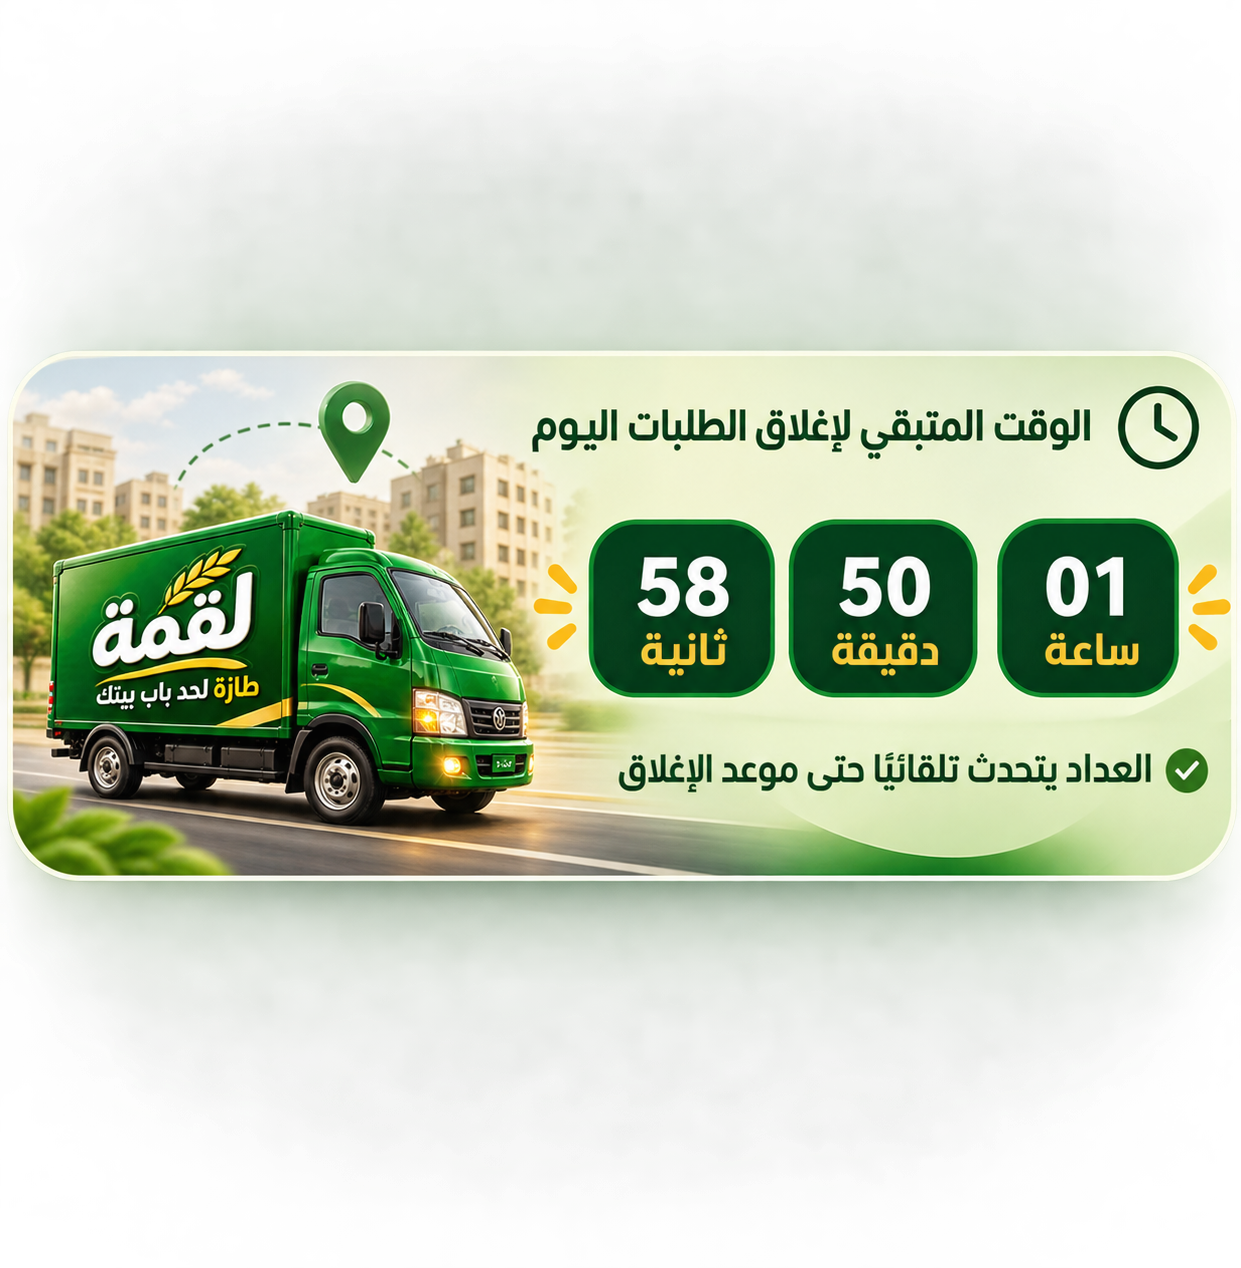 الوقت المتبقي لإغلاق الطلبات اليوم
01 50 58
ساعة دقيقة ثانية
العداد يتحدث تلقائيًا حتى موعد الإغلاق
لقمة
طازة لحد باب بيتك